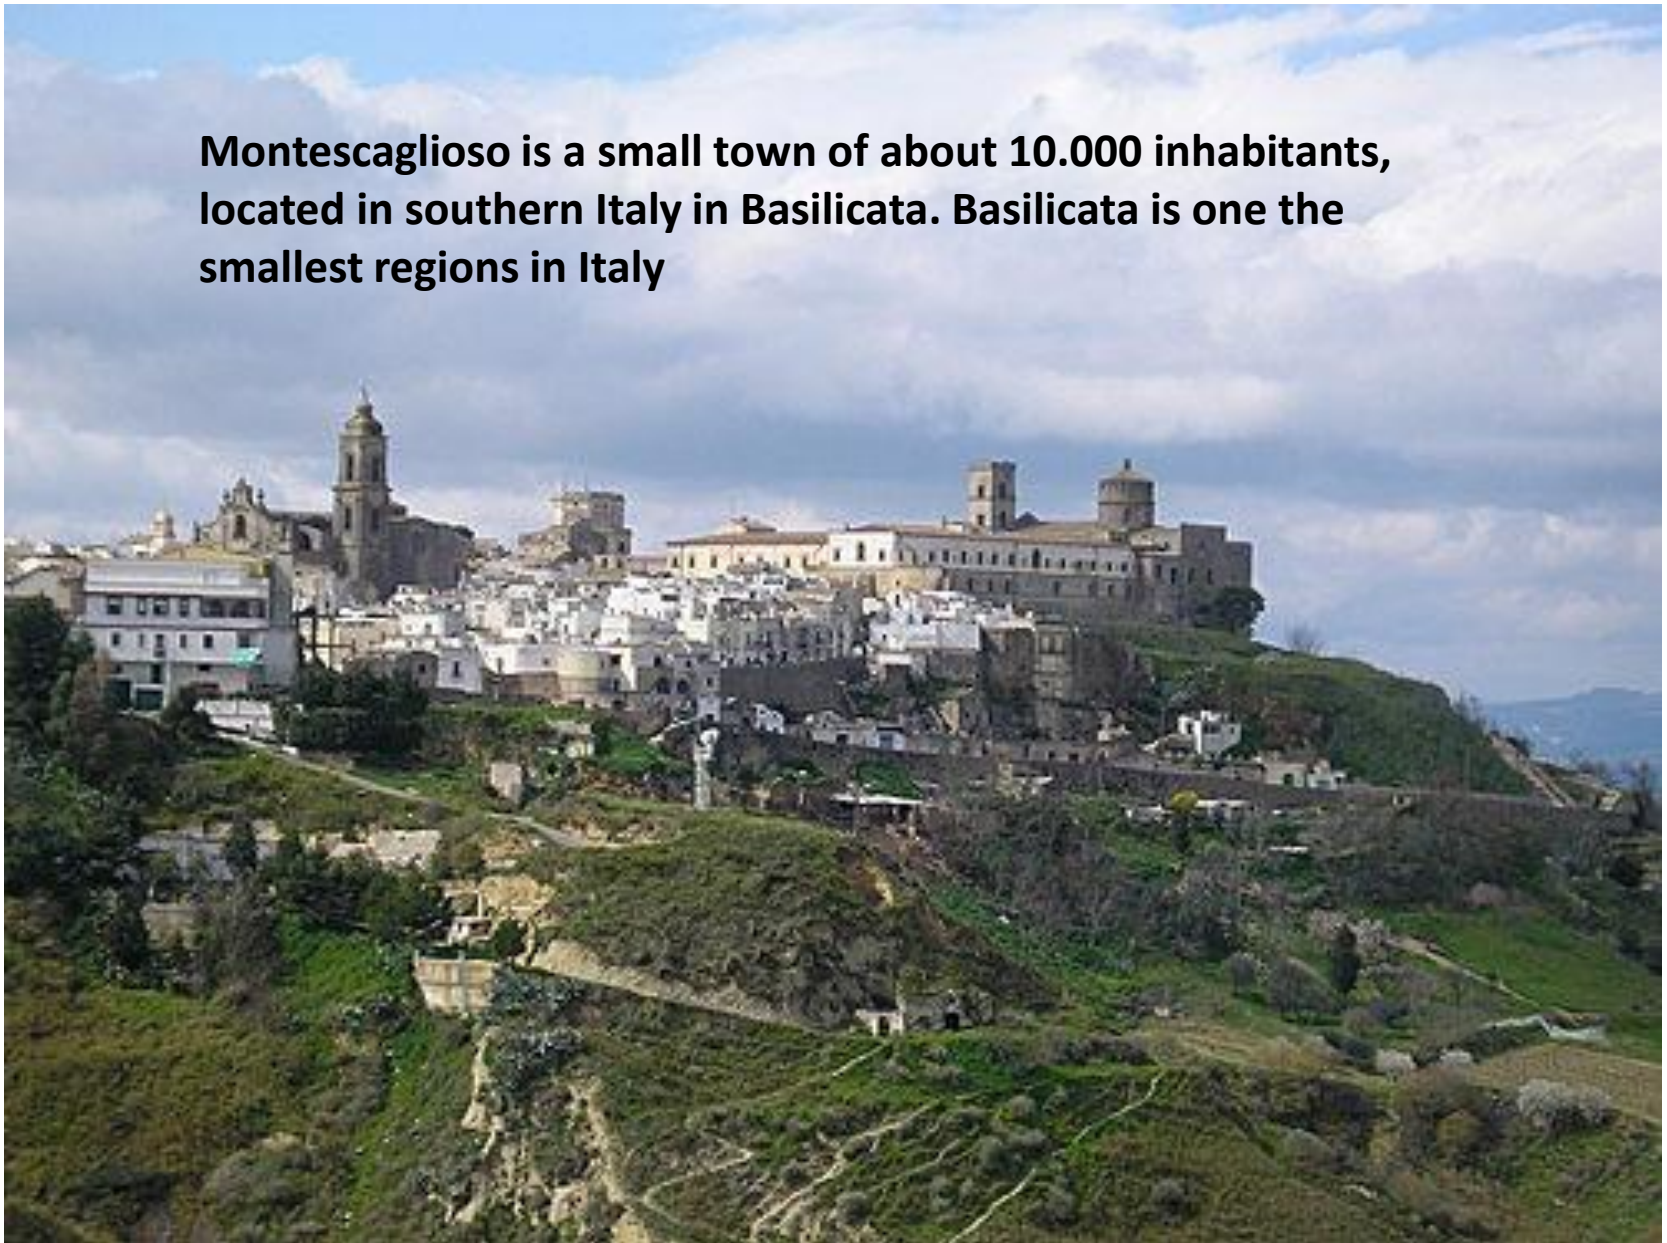 Montescaglioso is a small town of about 10.000 inhabitants,
located in southern Italy in Basilicata. Basilicata is one the
smallest regions in Italy